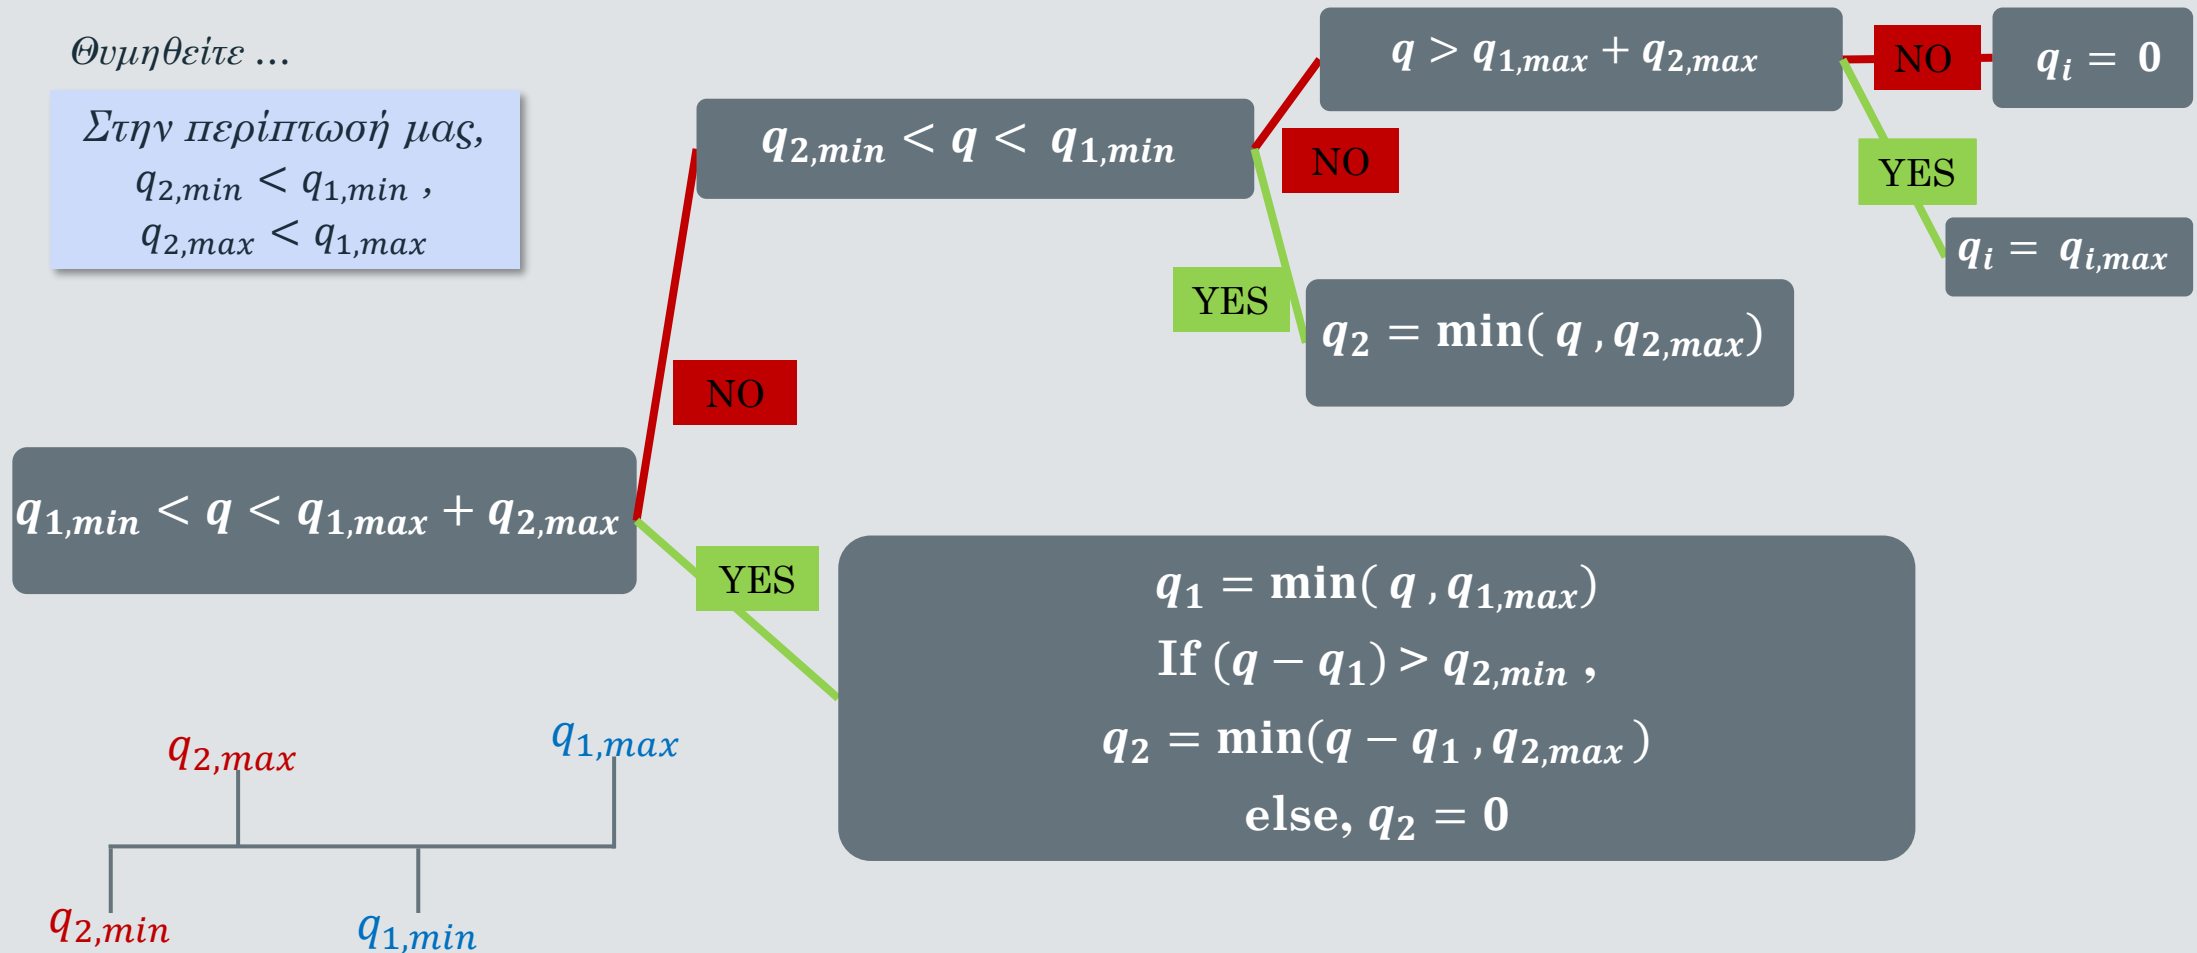 Θυμηθείτε ...
Στην περίπτωσή μας,
q₂,min < q₁,min ,
q₂,max < q₁,max
q₁,min < q < q₁,max + q₂,max
NO
YES
q₂,min < q < q₁,min
NO
YES
q > q₁,max + q₂,max
NO
YES
qᵢ = 0
qᵢ = qᵢ,max
q₂ = min( q , q₂,max)
q₁ = min( q , q₁,max)
If (q − q₁) > q₂,min ,
q₂ = min(q − q₁ , q₂,max )
else, q₂ = 0
q₂,max
q₁,max
q₂,min
q₁,min